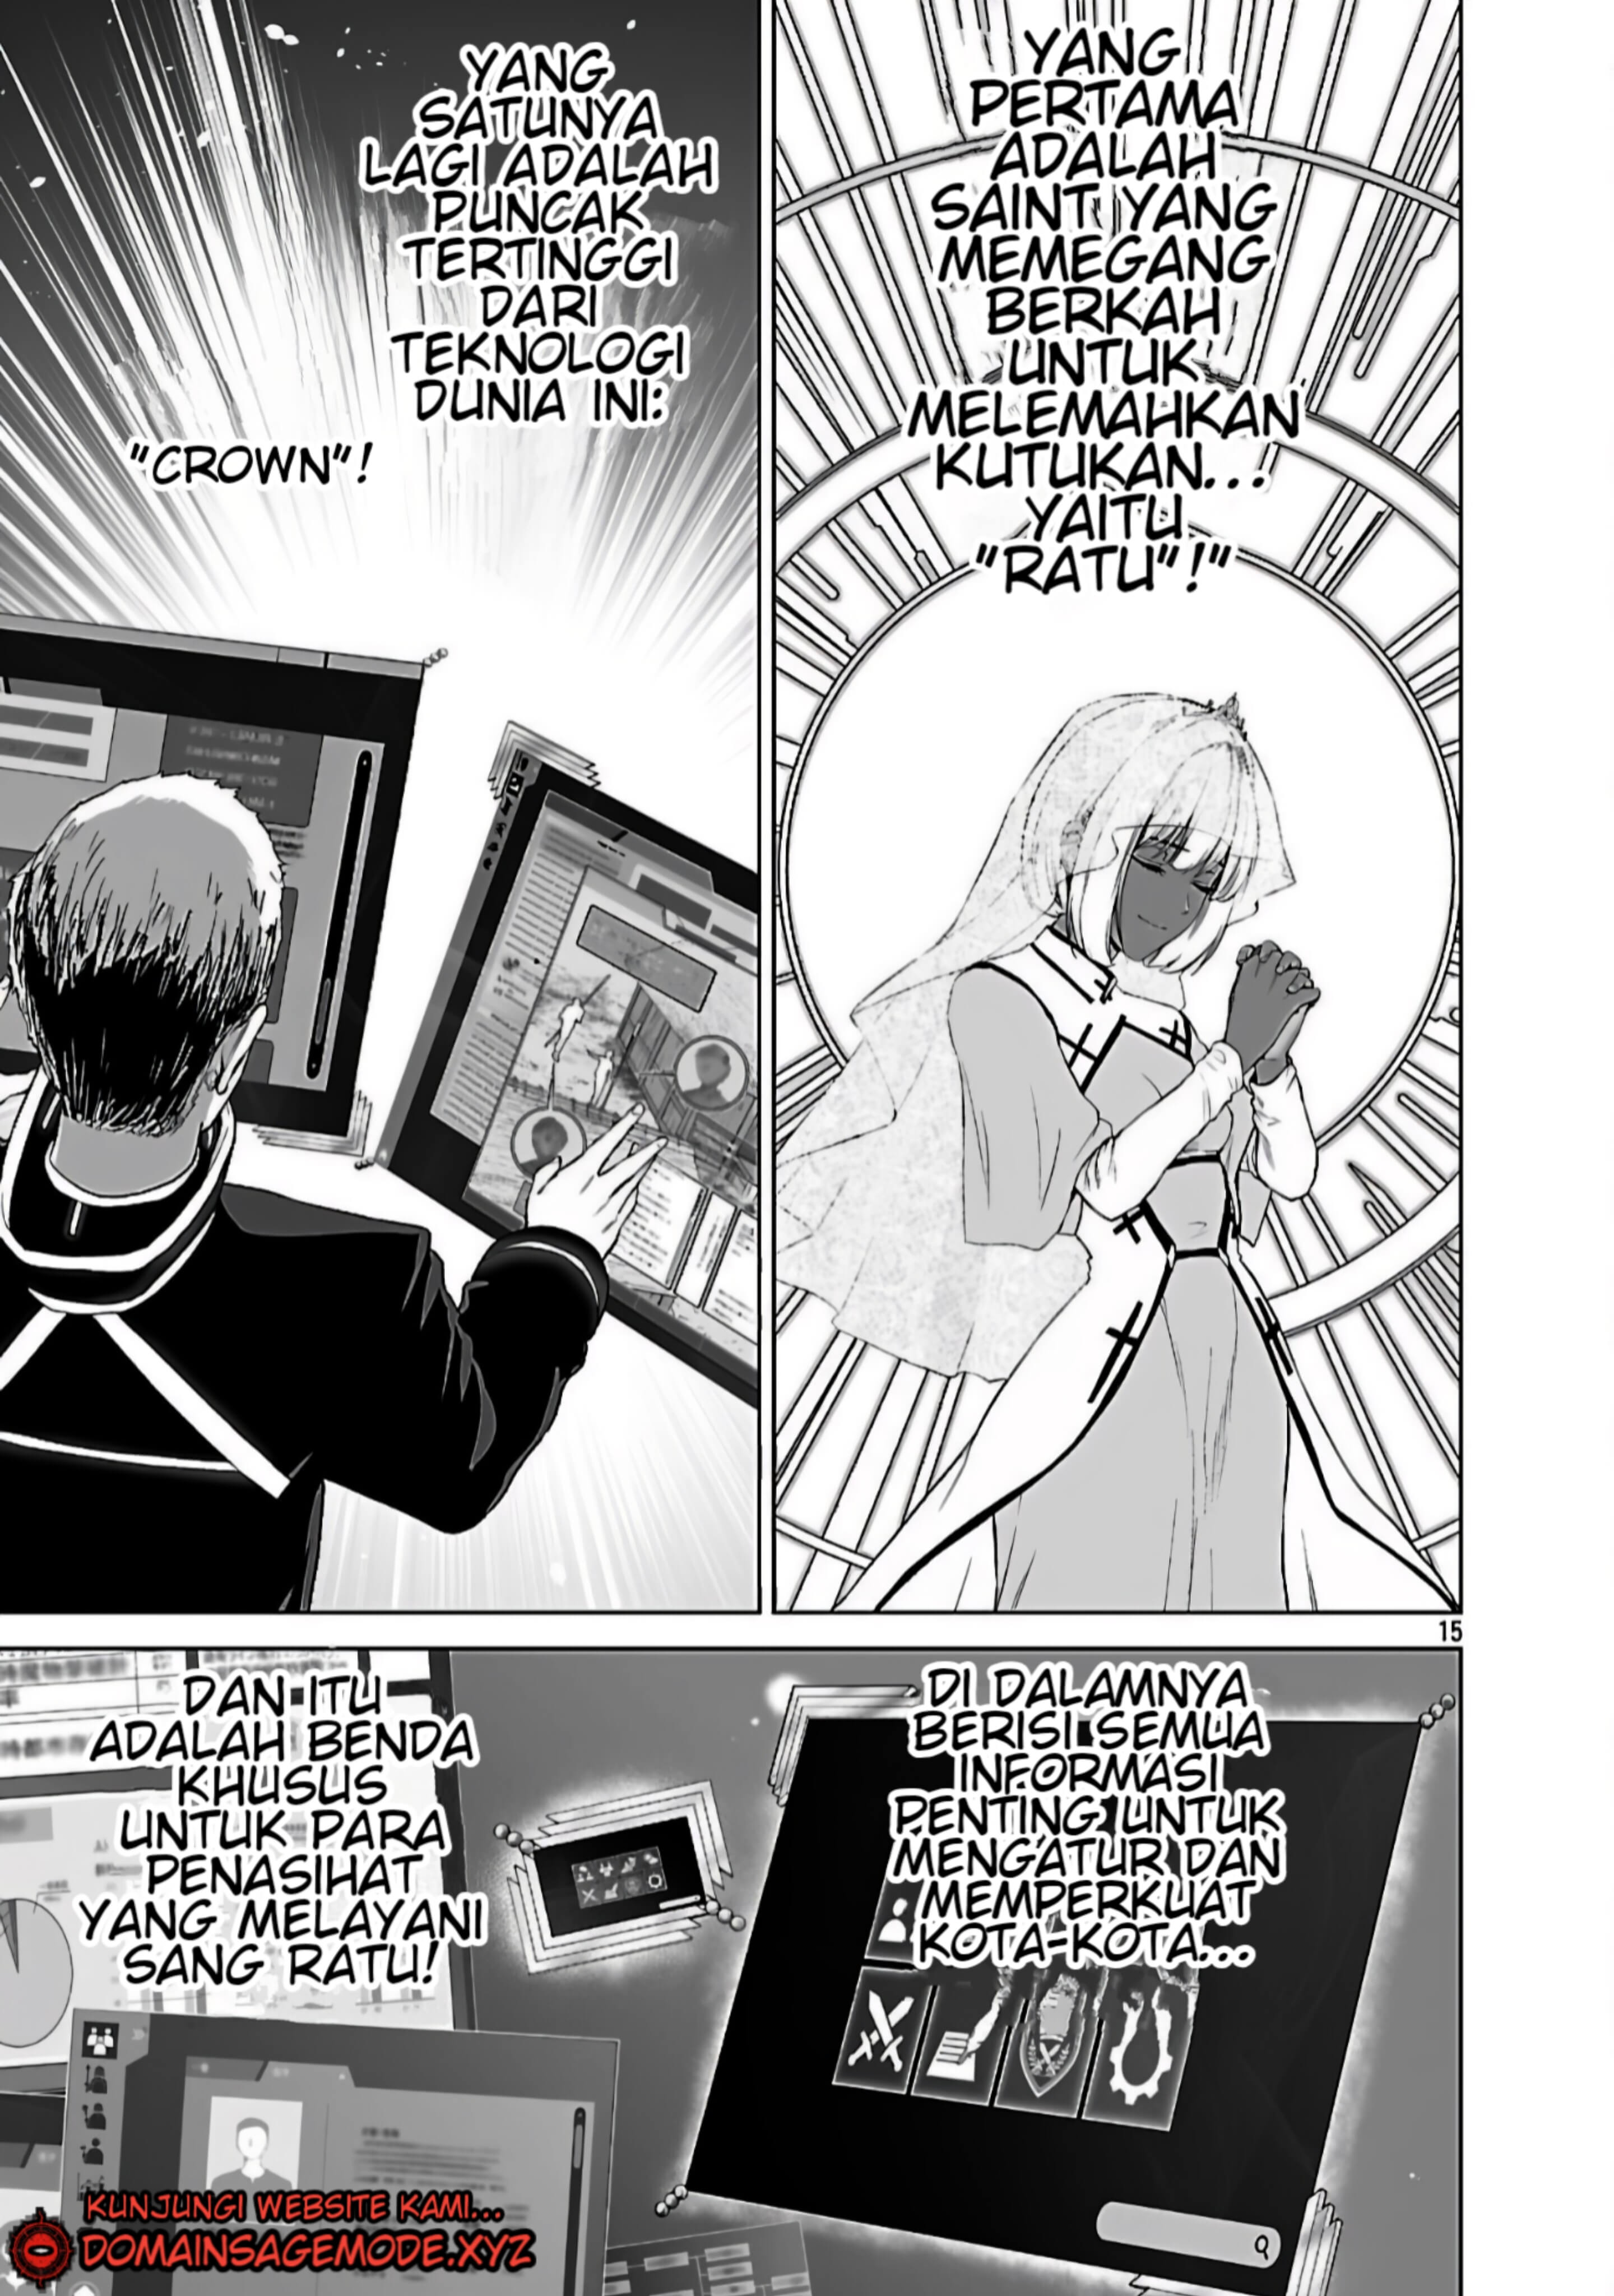 YANG
PERTAMA
ADALAH
SAINT YANG
MEMEGANG
BERKAH
UNTUK
MELEMAHKAN
KUTUKAN...
YAITU
"RATU"!"
YANG
SATUNYA
LAGI ADALAH
PUNCAK
TERTINGGI
DARI
TEKNOLOGI
DUNIA INI:
"CROWN"!
15
DI DALAMNYA
BERISI SEMUA
INFORMASI
PENTING UNTUK
MENGATUR DAN
MEMPERKUAT
KOTA-KOTA...
DAN ITU
ADALAH BENDA
KHUSUS
UNTUK PARA
PENASIHAT
YANG MELAYANI
SANG RATU!
KUNJUNGI WEBSITE KAMI...
DOMAINSAGEMODE.XYZ